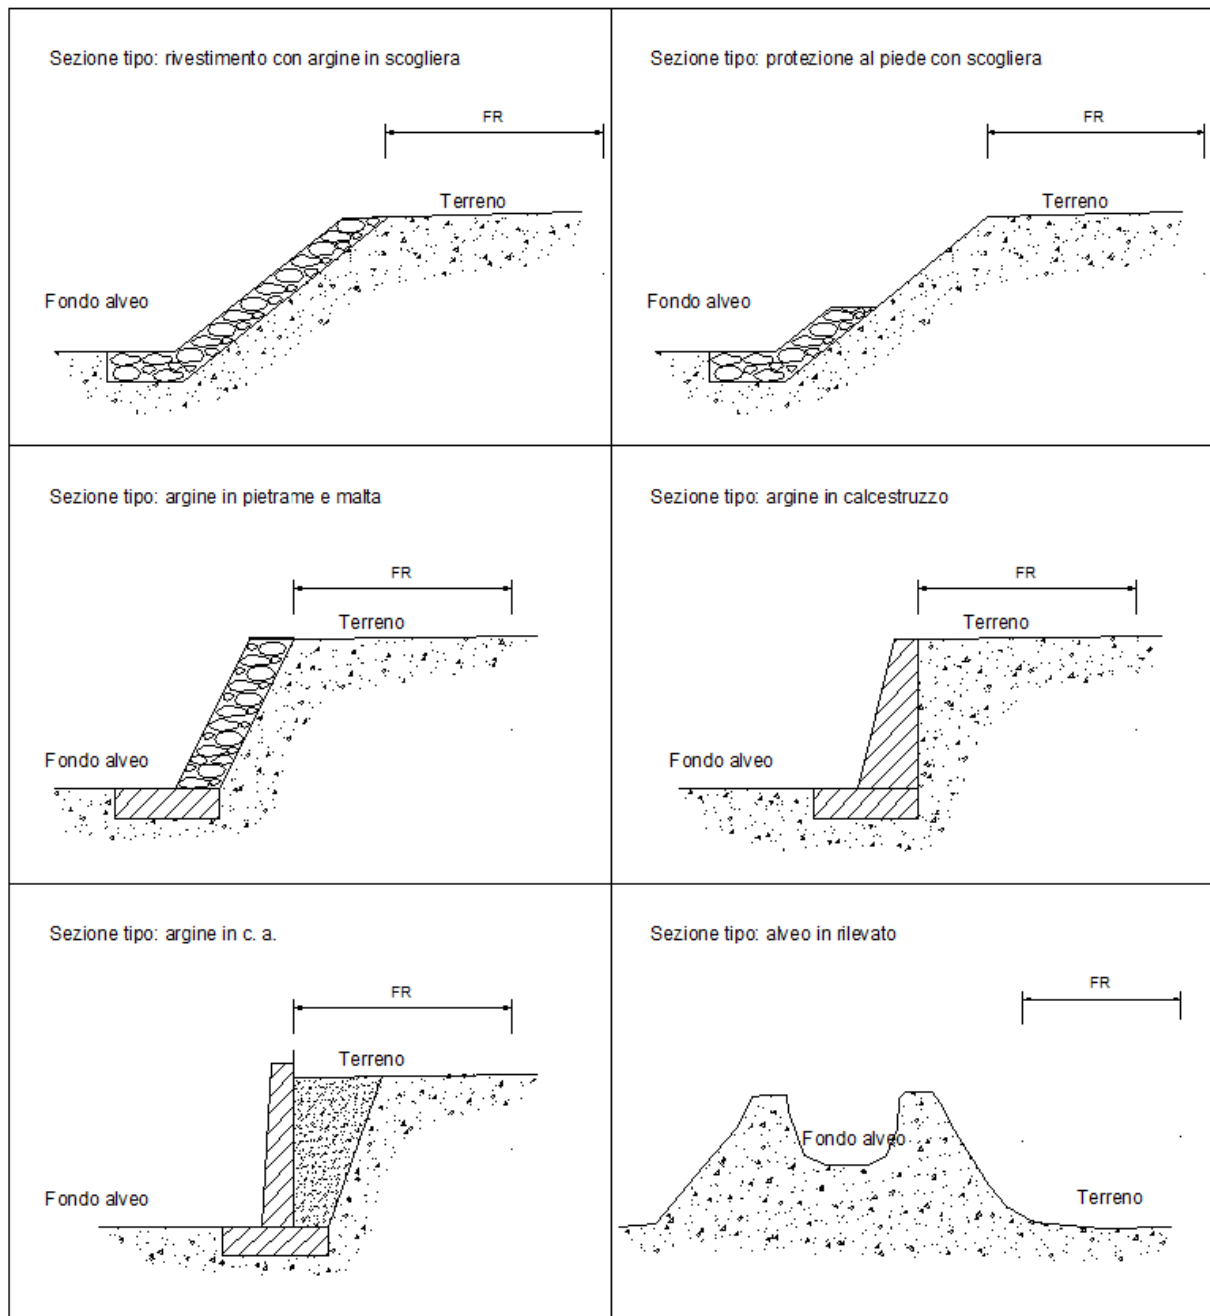 Sezione tipo: rivestimento con argine in scogliera
FR
Terreno
Fondo alveo
Sezione tipo: protezione al piede con scogliera
FR
Terreno
Fondo alveo
Sezione tipo: argine in pietrame e malta
FR
Terreno
Fondo alveo
Sezione tipo: argine in calcestruzzo
FR
Terreno
Fondo alveo
Sezione tipo: argine in c. a.
FR
Terreno
Fondo alveo
Sezione tipo: alveo in rilevato
FR
Fondo alveo
Terreno